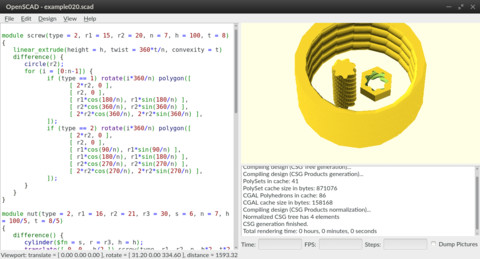 OpenSCAD - example020.scad
File Edit Design View Help
module screw(type = 2, r1 = 15, r2 = 20, n = 7, h = 100, t = 8)
{
linear_extrude(height = h, twist = 360*t/n, convexity = t)
difference() {
circle(r2);
for (i = [0:n-1]) {
if (type == 1) rotate(i*360/n) polygon([
[ 2*r2, 0 ],
[ r2, 0 ],
[ r1*cos(180/n), r1*sin(180/n) ],
[ r2*cos(360/n), r2*sin(360/n) ],
[ 2*r2*cos(360/n), 2*r2*sin(360/n) ],
]);
if (type == 2) rotate(i*360/n) polygon([
[ 2*r2, 0 ],
[ r2, 0 ],
[ r1*cos(90/n), r1*sin(90/n) ],
[ r1*cos(180/n), r1*sin(180/n) ],
[ r2*cos(270/n), r2*sin(270/n) ],
[ 2*r2*cos(270/n), 2*r2*sin(270/n) ],
]);
}
}
}
module nut(type = 2, r1 = 16, r2 = 21, r3 = 30, s = 6, n = 7, h
= 100/5, t = 8/5)
{
difference() {
cylinder($fn = s, r = r3, h = h);
Compiling design (CSG Tree generation)...
Compiling design (CSG Products generation)...
PolySets in cache: 41
PolySet cache size in bytes: 871076
CGAL Polyhedrons in cache: 86
CGAL cache size in bytes: 158168
Compiling design (CSG Products normalization)...
Normalized CSG tree has 4 elements
CSG generation finished.
Total rendering time: 0 hours, 0 minutes, 0 seconds
Time: FPS: Steps: Dump Pictures
Viewport: translate = [ 0.00 0.00 0.00 ], rotate = [ 31.20 0.00 334.60 ], distance = 1593.32